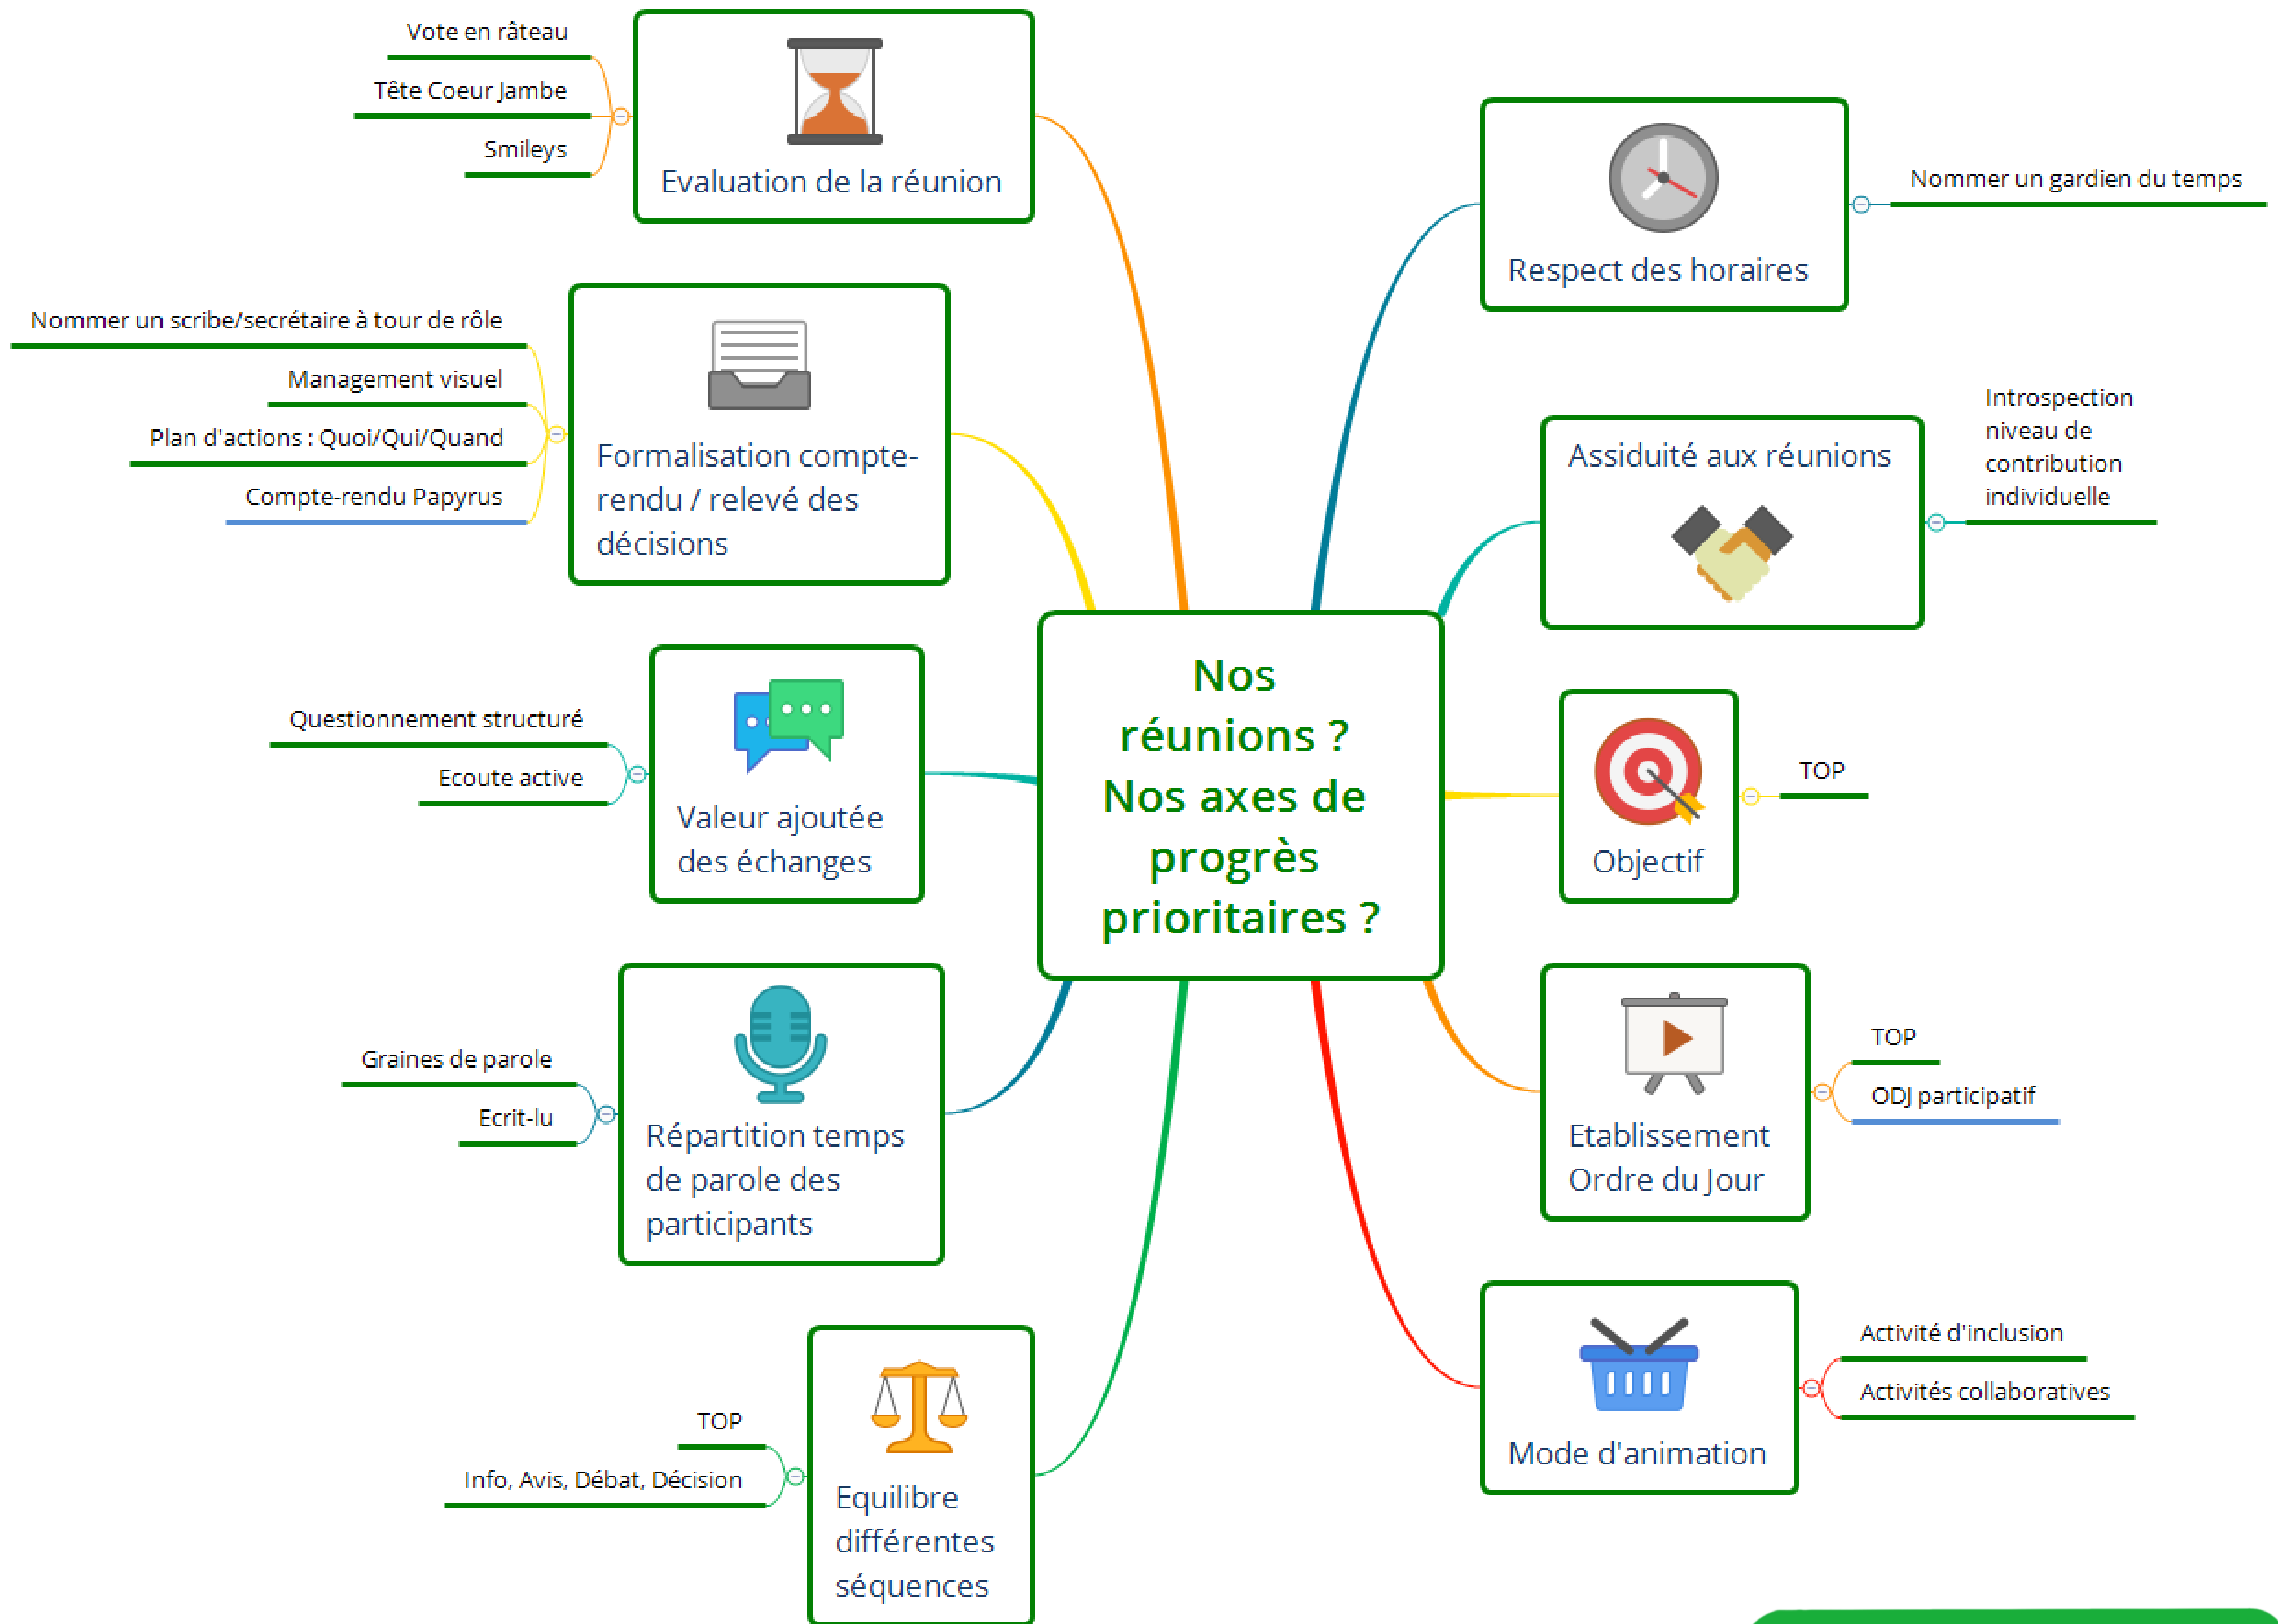 Nos
réunions ?
Nos axes de
progrès
prioritaires ?
Respect des horaires
Nommer un gardien du temps
Assiduité aux réunions
Introspection
niveau de
contribution
individuelle
Objectif
TOP
Etablissement
Ordre du Jour
TOP
ODJ participatif
Mode d'animation
Activité d'inclusion
Activités collaboratives
Evaluation de la réunion
Vote en râteau
Tête Coeur Jambe
Smileys
Formalisation compte-
rendu / relevé des
décisions
Nommer un scribe/secrétaire à tour de rôle
Management visuel
Plan d'actions : Quoi/Qui/Quand
Compte-rendu Papyrus
Valeur ajoutée
des échanges
Questionnement structuré
Ecoute active
Répartition temps
de parole des
participants
Graines de parole
Ecrit-lu
Equilibre
différentes
séquences
TOP
Info, Avis, Débat, Décision